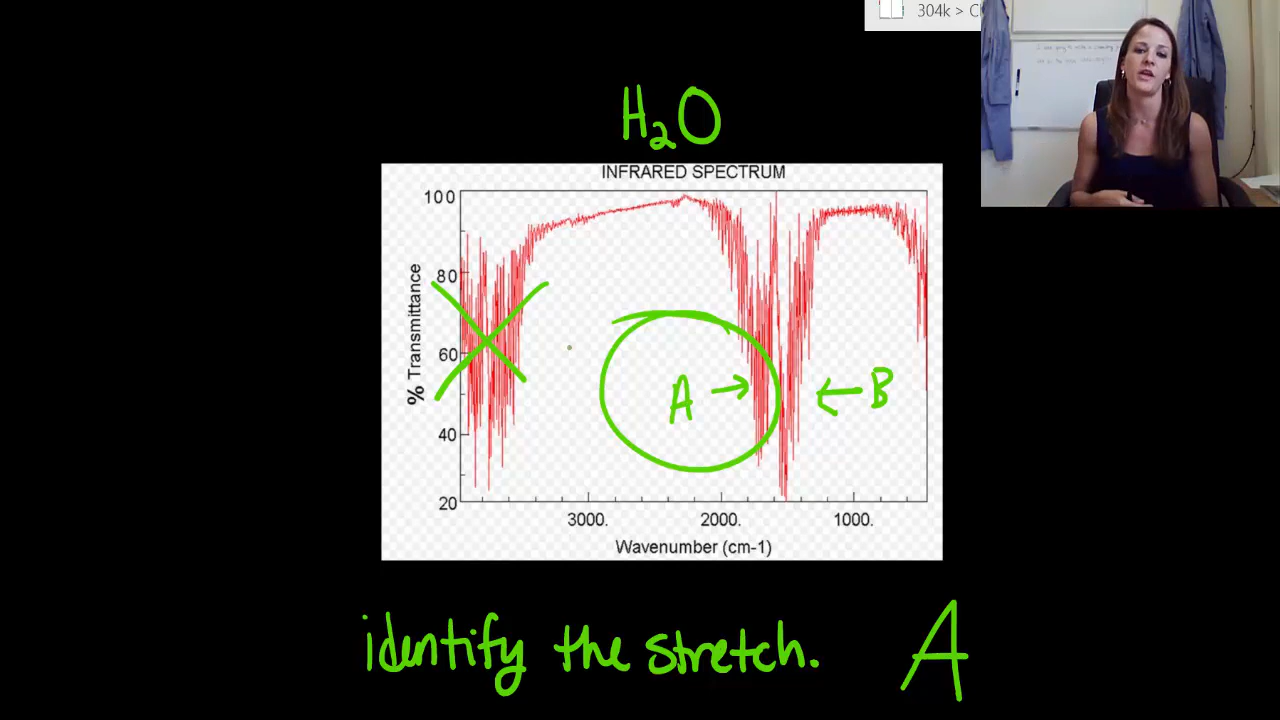 304k > C
H₂O
INFRARED SPECTRUM
100
80
60
40
20
% Transmittance
A → ← B
3000. 2000. 1000.
Wavenumber (cm-1)
identify the stretch. A